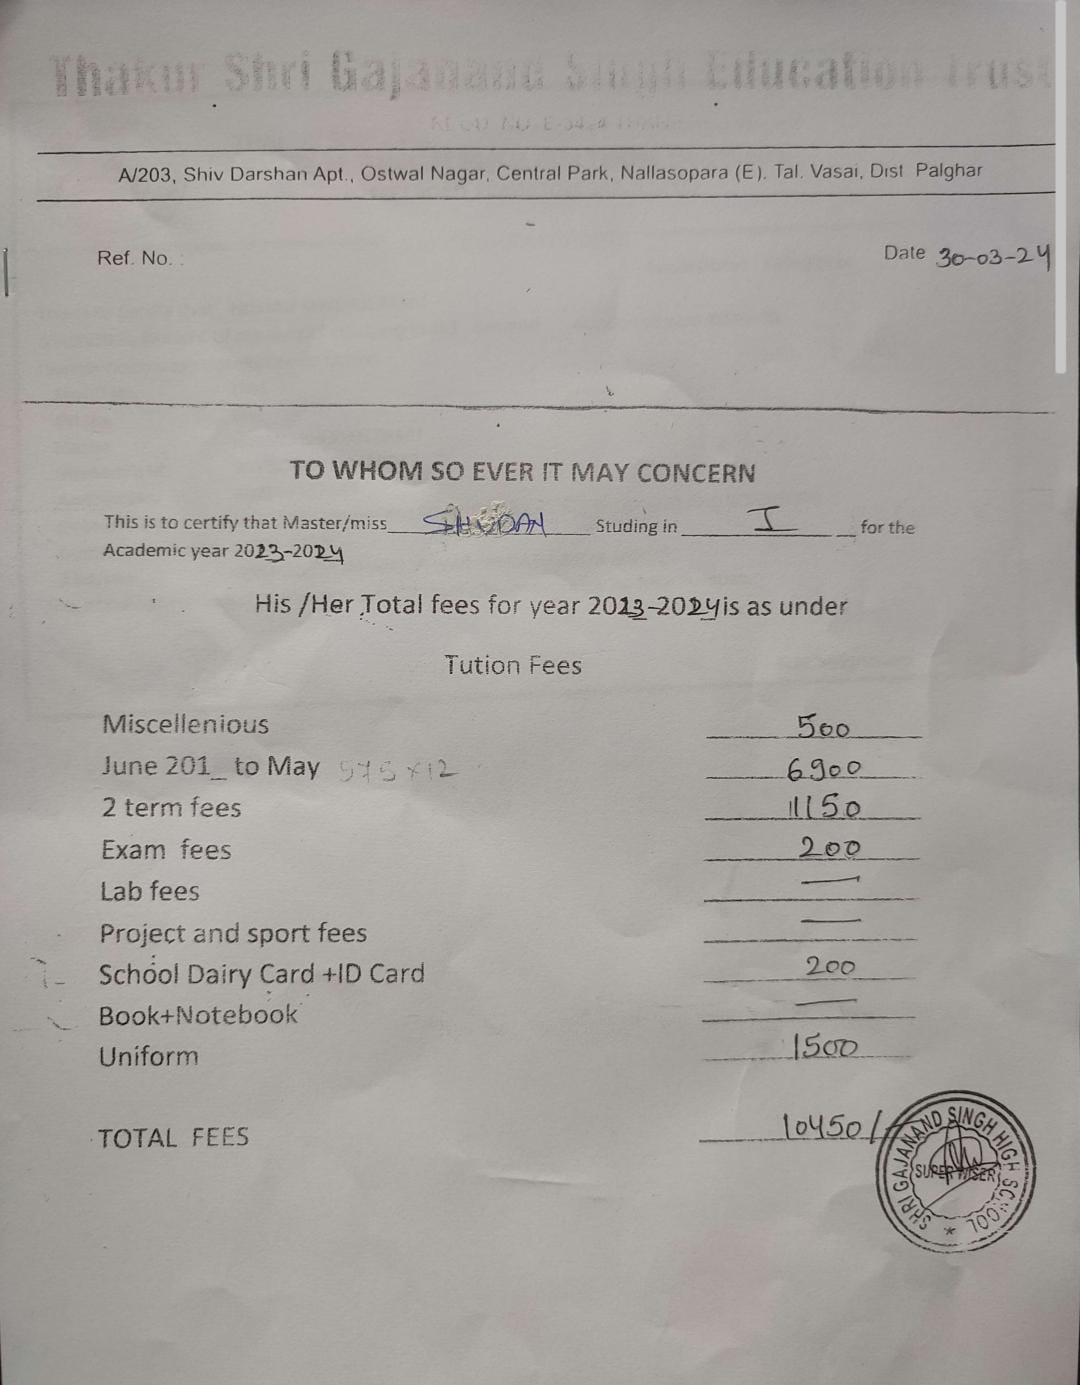 Thakur Shri Gajanand Singh Education Trust
A/203, Shiv Darshan Apt., Ostwal Nagar, Central Park, Nallasopara (E). Tal. Vasai, Dist Palghar
Ref. No. :
Date 30-03-24
TO WHOM SO EVER IT MAY CONCERN
This is to certify that Master/miss Studing in I for the
Academic year 2023-2024
His /Her Total fees for year 2023-2024 is as under
Tution Fees
Miscellenious 500
June 201_ to May 575 x 12 6900
2 term fees 1150
Exam fees 200
Lab fees —
Project and sport fees —
School Dairy Card +ID Card 200
Book+Notebook —
Uniform 1500
TOTAL FEES 10450/
SHRI GAJANAND SINGH HIGH SCHOOL
SUPERVISER